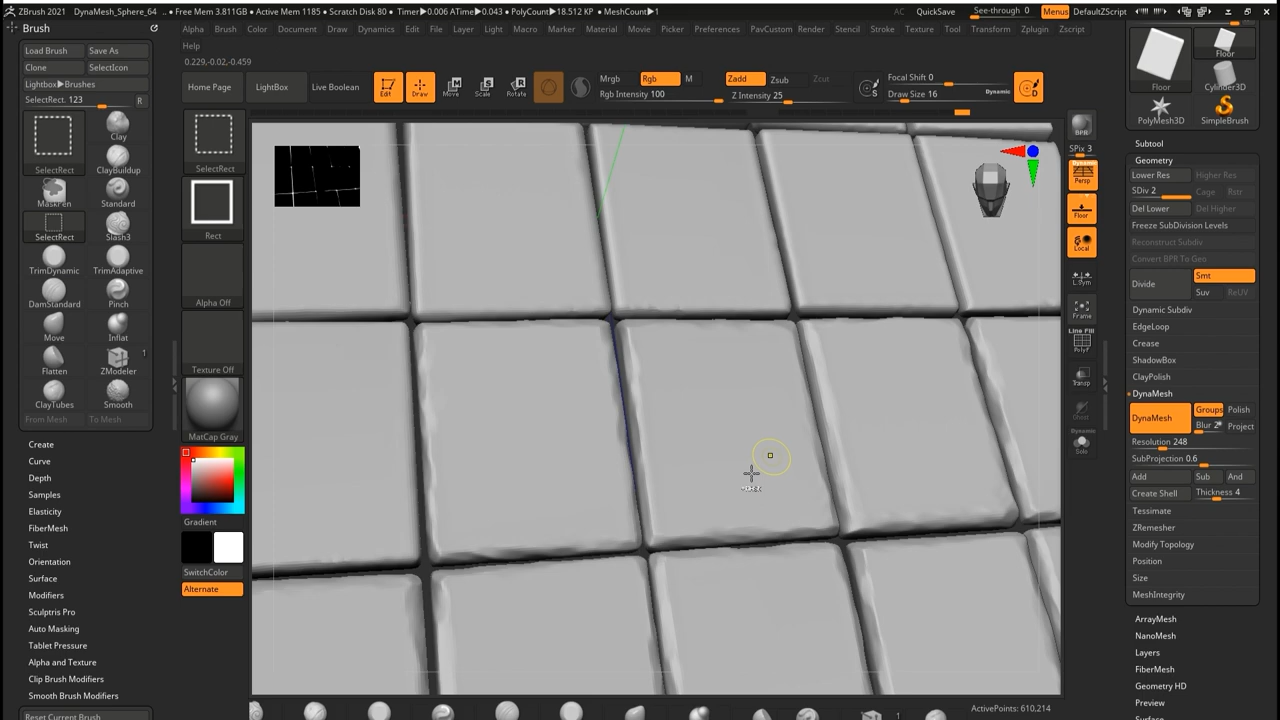 ZBrush 2021 DynaMesh_Sphere_64 .. • Free Mem 3.811GB • Active Mem 1185 • Scratch Disk 80 • Timer▶0.006 ATime▶0.043 • PolyCount▶18.512 KP • MeshCount▶1 AC QuickSave See-through 0 Menus DefaultZScript
Brush
Alpha Brush Color Document Draw Dynamics Edit File Layer Light Macro Marker Material Movie Picker Preferences PavCustom Render Stencil Stroke Texture Tool Transform Zplugin Zscript
Help
0.229,-0.02,-0.459
Load Brush Save As
Clone SelectIcon
Lightbox▶Brushes
SelectRect. 123 R
SelectRect
Clay
ClayBuildup
MaskPen Standard
SelectRect Slash3
TrimDynamic TrimAdaptive
DamStandard Pinch
Move Inflat
1
Flatten ZModeler
ClayTubes Smooth
From Mesh To Mesh
Create
Curve
Depth
Samples
Elasticity
FiberMesh
Twist
Orientation
Surface
Modifiers
Sculptris Pro
Auto Masking
Tablet Pressure
Alpha and Texture
Clip Brush Modifiers
Smooth Brush Modifiers
Reset Current Brush
Home Page LightBox Live Boolean
Edit Draw Move Scale Rotate
Mrgb Rgb M
Rgb Intensity 100
Zadd Zsub Zcut
Z Intensity 25
S
Focal Shift 0
Draw Size 16 Dynamic
D
SelectRect
Rect
Alpha Off
Texture Off
MatCap Gray
Gradient
SwitchColor
Alternate
BPR
SPix 3
Dynamic
Persp
Floor
Local
L.Sym
Frame
Line Fill
PolyF
Transp
Ghost
Dynamic
Solo
Floor Floor
Cylinder3D
PolyMesh3D SimpleBrush
Subtool
Geometry
Lower Res Higher Res
SDiv 2 Cage Rstr
Del Lower Del Higher
Freeze SubDivision Levels
Reconstruct Subdiv
Convert BPR To Geo
Divide Smt
Suv ReUV
Dynamic Subdiv
EdgeLoop
Crease
ShadowBox
ClayPolish
DynaMesh
DynaMesh Groups Polish
Blur 2 Project
Resolution 248
SubProjection 0.6
Add Sub And
Create Shell Thickness 4
Tessimate
ZRemesher
Modify Topology
Position
Size
MeshIntegrity
ArrayMesh
NanoMesh
Layers
FiberMesh
Geometry HD
Preview
Surface
1
ActivePoints: 610,214